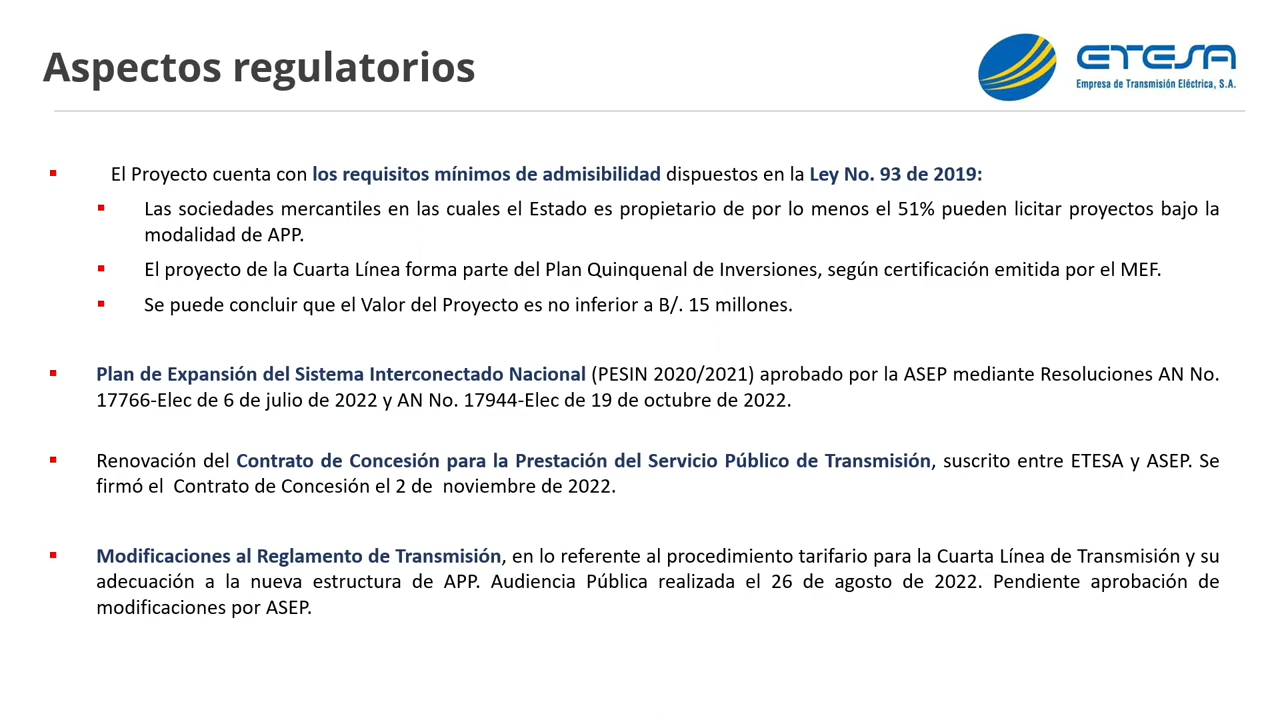 Aspectos regulatorios
ETESA
Empresa de Transmisión Eléctrica, S.A.
El Proyecto cuenta con los requisitos mínimos de admisibilidad dispuestos en la Ley No. 93 de 2019:
Las sociedades mercantiles en las cuales el Estado es propietario de por lo menos el 51% pueden licitar proyectos bajo la
modalidad de APP.
El proyecto de la Cuarta Línea forma parte del Plan Quinquenal de Inversiones, según certificación emitida por el MEF.
Se puede concluir que el Valor del Proyecto es no inferior a B/. 15 millones.
Plan de Expansión del Sistema Interconectado Nacional (PESIN 2020/2021) aprobado por la ASEP mediante Resoluciones AN No.
17766-Elec de 6 de julio de 2022 y AN No. 17944-Elec de 19 de octubre de 2022.
Renovación del Contrato de Concesión para la Prestación del Servicio Público de Transmisión, suscrito entre ETESA y ASEP. Se
firmó el Contrato de Concesión el 2 de noviembre de 2022.
Modificaciones al Reglamento de Transmisión, en lo referente al procedimiento tarifario para la Cuarta Línea de Transmisión y su
adecuación a la nueva estructura de APP. Audiencia Pública realizada el 26 de agosto de 2022. Pendiente aprobación de
modificaciones por ASEP.